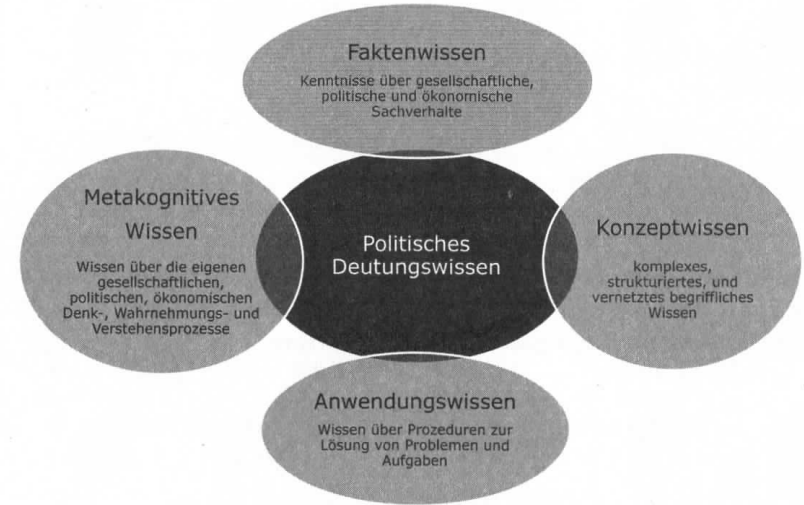 Faktenwissen
Kenntnisse über gesellschaftliche,
politische und ökonomische
Sachverhalte
Metakognitives
Wissen
Wissen über die eigenen
gesellschaftlichen,
politischen, ökonomischen
Denk-, Wahrnehmungs- und
Verstehensprozesse
Politisches
Deutungswissen
Konzeptwissen
komplexes,
strukturiertes, und
vernetztes begriffliches
Wissen
Anwendungswissen
Wissen über Prozeduren zur
Lösung von Problemen und
Aufgaben